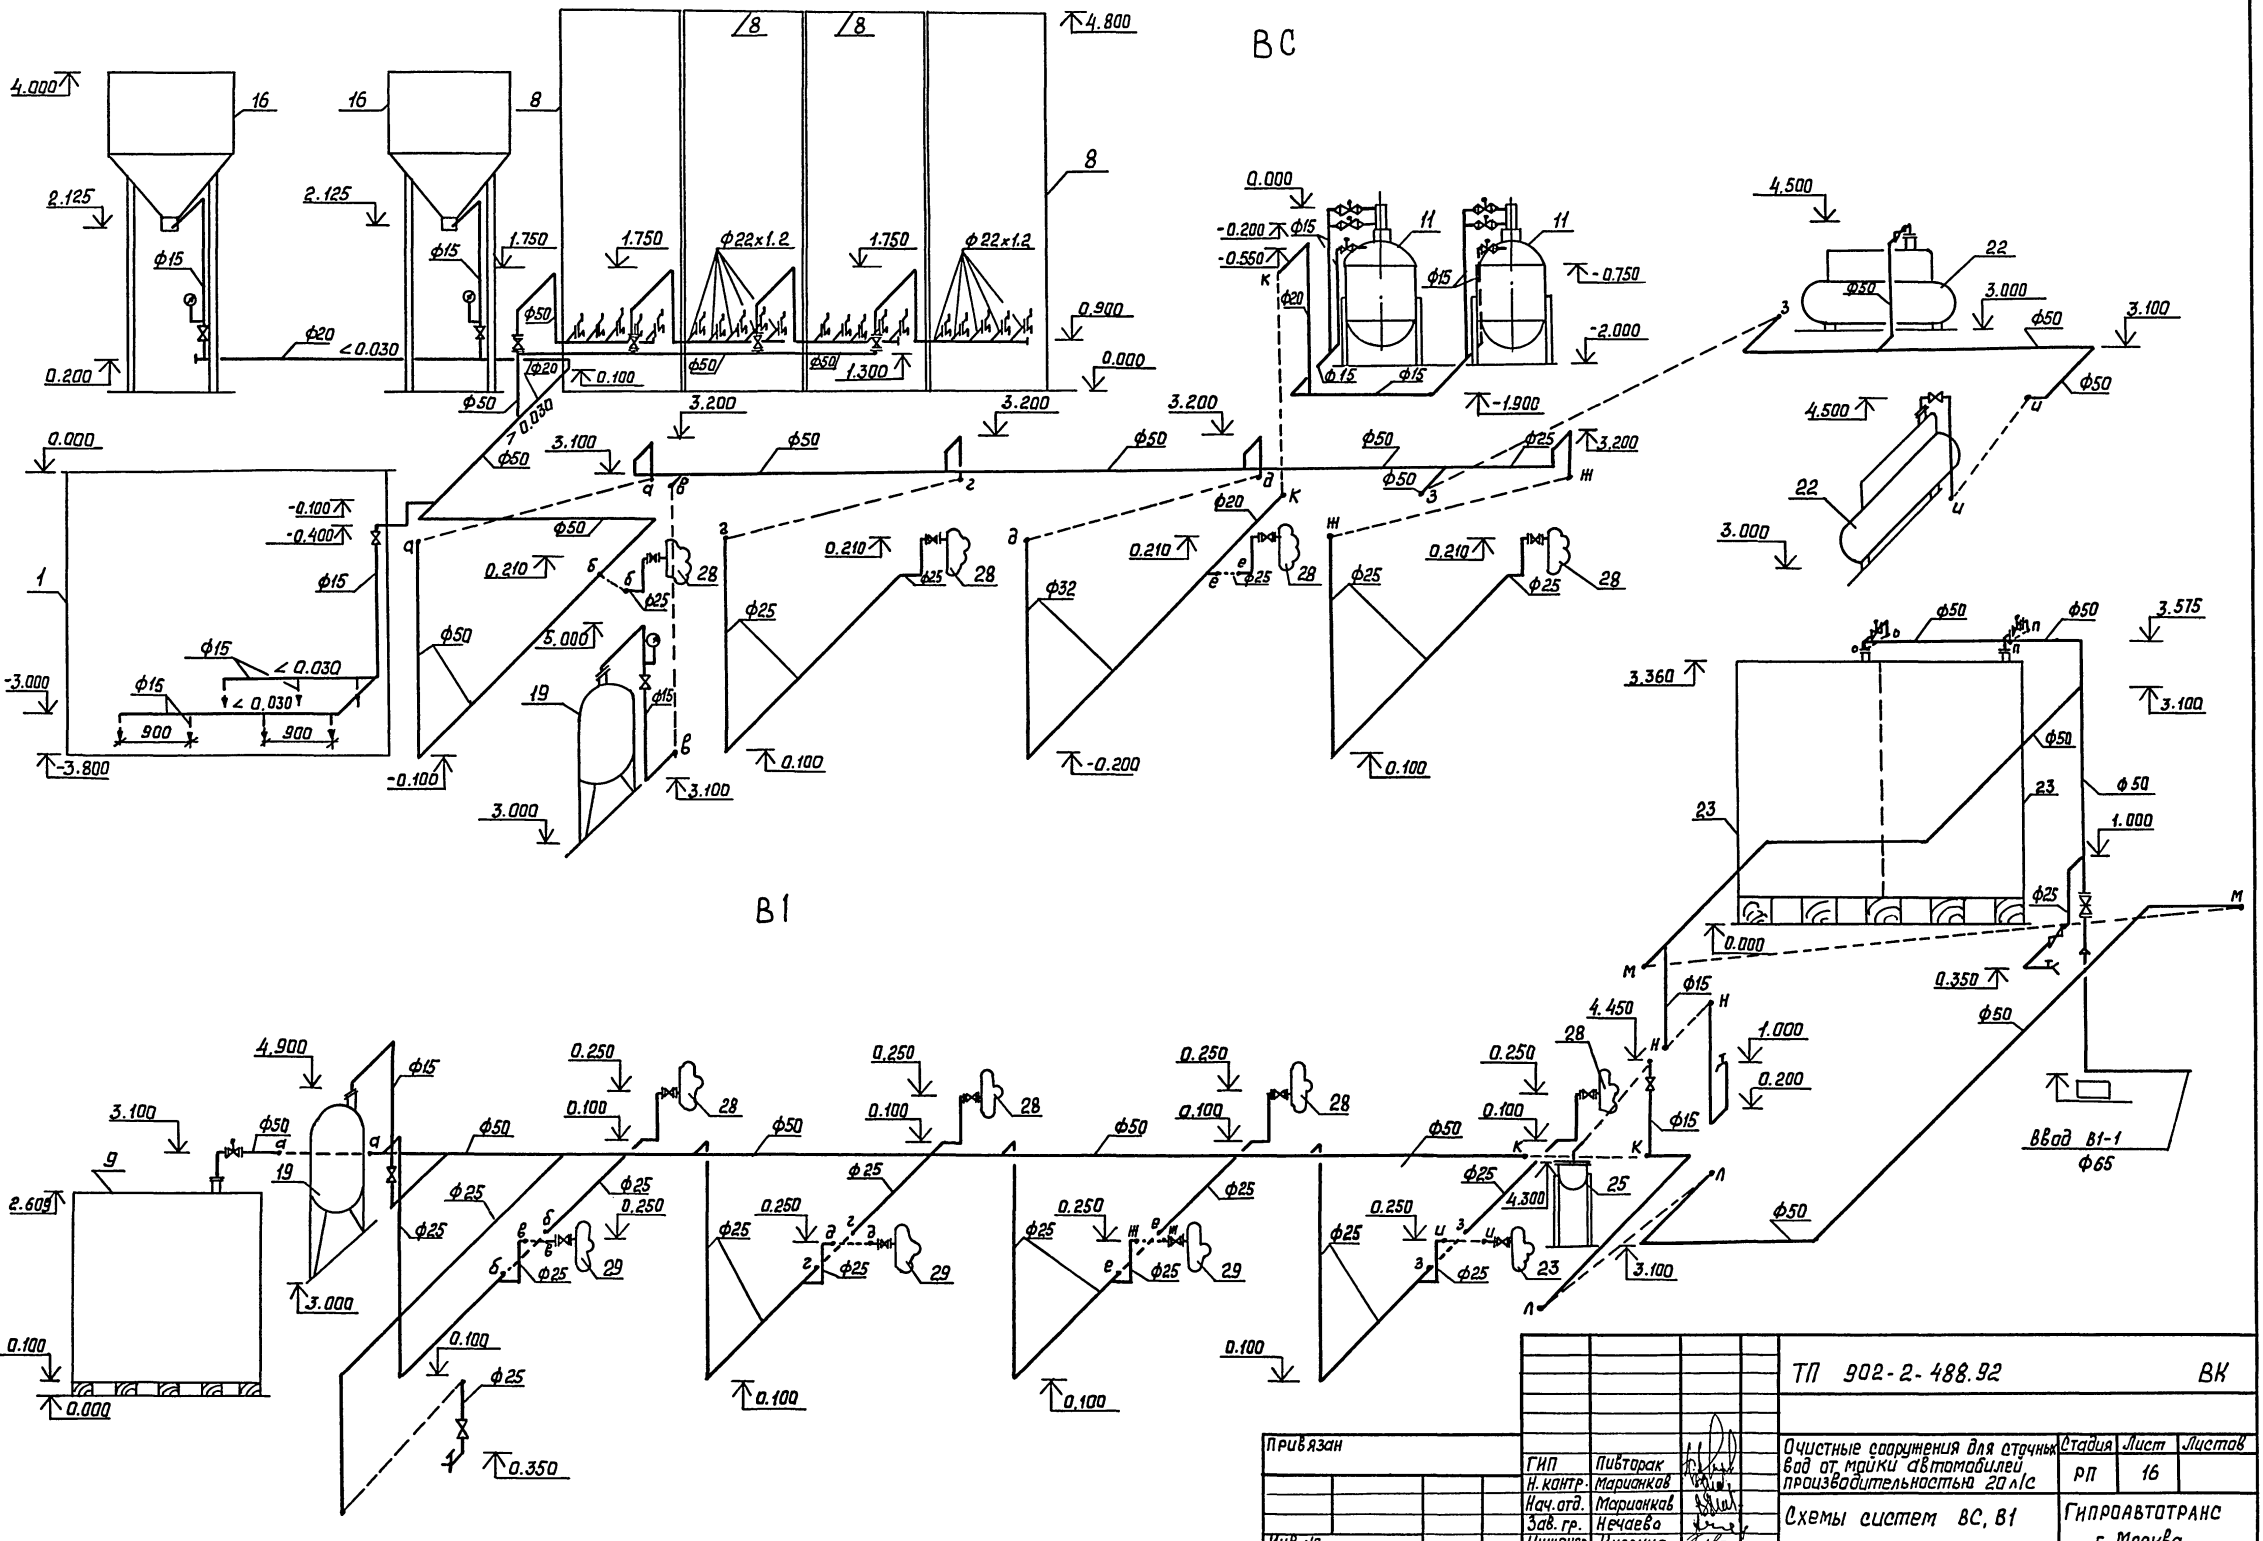 ВС
4.000
16
16
8
8
8
4.800
8
2.125
2.125
1.750
1.750
ф22х1.2
1.750
ф22х1.2
ф15
ф15
ф50
ф20
<0.030
0.200
ф50
ф20
0.030
0.100
ф50
ф50
1.300
0.900
0.000
0.000
-0.200
-0.550
ф15
11
11
к
ф20
ф15
-0.750
-2.000
ф15
ф15
-1.900
4.500
22
ф50
3.000
3
ф50
3.100
ф50
и
4.500
22
и
3.000
0.000
ф50
3.100
3.200
ф50
3.200
ф50
3.200
ф50
ф25
3.200
а
в
г
д
к
ф50
з
ж
-0.100
-0.400
ф15
1
ф15
<0.030
ф15
<0.030
900
900
-3.000
-3.800
а
ф50
0.210
б
б
28
ф25
ф50
-0.100
5.000
19
ф15
в
3.100
3.000
г
0.210
28
ф25
ф25
0.100
д
ф20
0.210
е
е
28
ф25
ф32
-0.200
ж
0.210
28
ф25
ф25
0.100
ф50
ф50
3.575
о
о
п
п
3.360
3.100
ф50
ф50
23
23
1.000
ф25
0.000
0.350
м
м
ф50
Ввод В1-1
ф65
В1
4.900
ф15
3.100
ф50
а
а
9
2.609
19
ф25
3.000
0.100
0.000
ф50
ф25
0.250
0.100
28
ф25
б
в
в
0.250
б
ф25
29
0.100
ф25
0.350
ф50
0.250
0.100
28
ф25
ф25
0.250
г
д
д
г
ф25
29
0.100
ф50
0.250
0.100
28
ф25
ф25
0.250
ж
е
ж
е
ф25
29
0.100
ф50
0.250
0.100
28
ф25
ф25
0.250
и
з
и
з
ф25
23
0.100
к
к
4.300
25
4.450
ф15
ф15
н
н
1.000
0.200
л
л
3.100
ф50
ТП 902-2-488.92 ВК
Привязан
ГИП Пивторак
Н.контр. Марианков
Нач.отд. Марианков
Зав. гр. Нечаева
Очистные сооружения для сточных
вод от мойки автомобилей
производительностью 20 л/с
Стадия Лист Листов
РП 16
Схемы систем ВС, В1
Гипроавтотранс
г. Москва